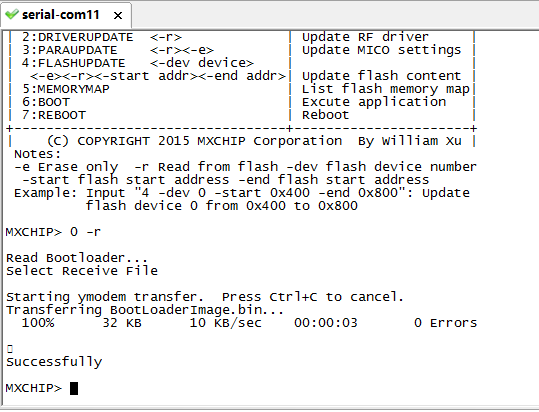 serial-com11
| 2:DRIVERUPDATE <-r> | Update RF driver |
| 3:PARAUPDATE <-r><-e> | Update MICO settings |
| 4:FLASHUPDATE <-dev device> | |
| <-e><-r><-start addr><-end addr>| Update flash content |
| 5:MEMORYMAP | List flash memory map|
| 6:BOOT | Excute application |
| 7:REBOOT | Reboot |
+----------------------------------+----------------------+
| (C) COPYRIGHT 2015 MXCHIP Corporation By William Xu |
Notes:
-e Erase only -r Read from flash -dev flash device number
-start flash start address -end flash start address
Example: Input "4 -dev 0 -start 0x400 -end 0x800": Update
flash device 0 from 0x400 to 0x800
MXCHIP> 0 -r
Read Bootloader...
Select Receive File
Starting ymodem transfer. Press Ctrl+C to cancel.
Transferring BootLoaderImage.bin...
100% 32 KB 10 KB/sec 00:00:03 0 Errors
Successfully
MXCHIP>